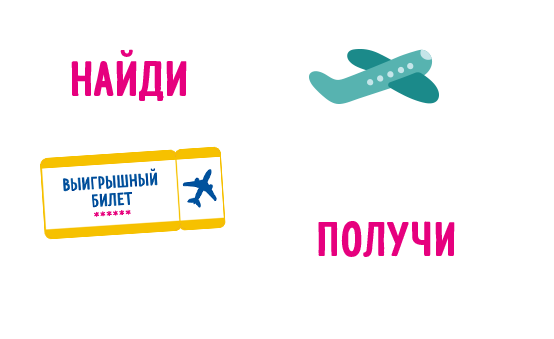 НАЙДИ
ВЫИГРЫШНЫЙ
БИЛЕТ
******
ПОЛУЧИ